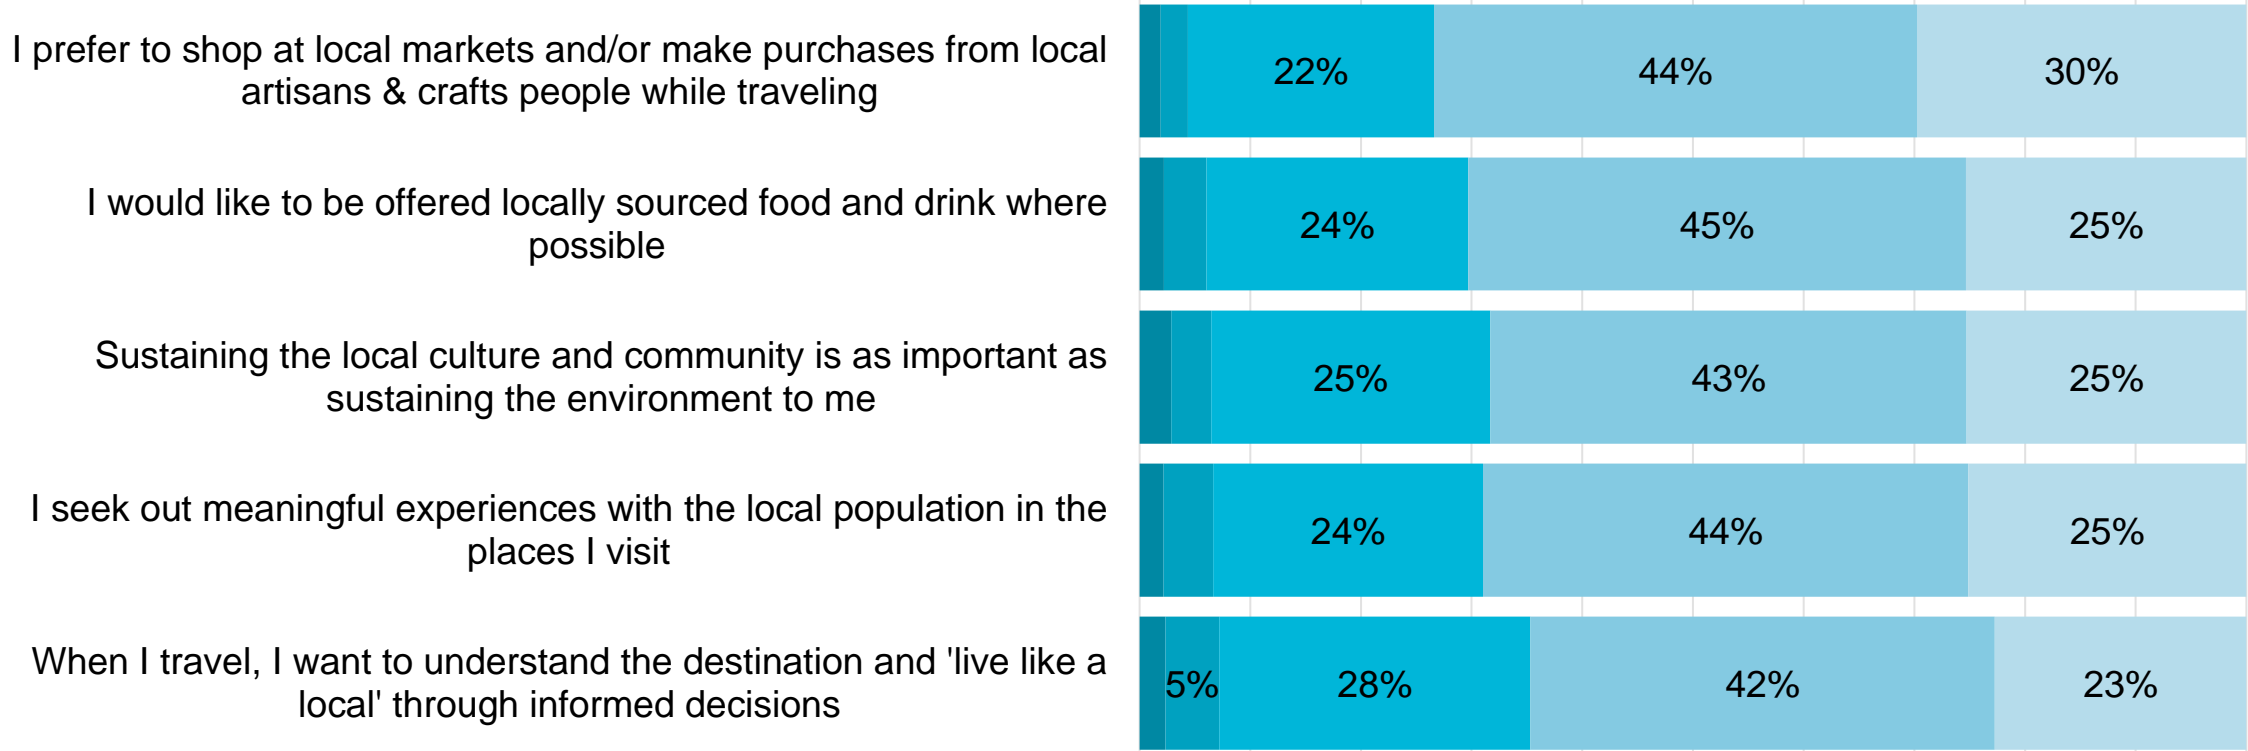 I prefer to shop at local markets and/or make purchases from local
artisans & crafts people while traveling
22% 44% 30%
I would like to be offered locally sourced food and drink where
possible
24% 45% 25%
Sustaining the local culture and community is as important as
sustaining the environment to me
25% 43% 25%
I seek out meaningful experiences with the local population in the
places I visit
24% 44% 25%
When I travel, I want to understand the destination and 'live like a
local' through informed decisions
5% 28% 42% 23%